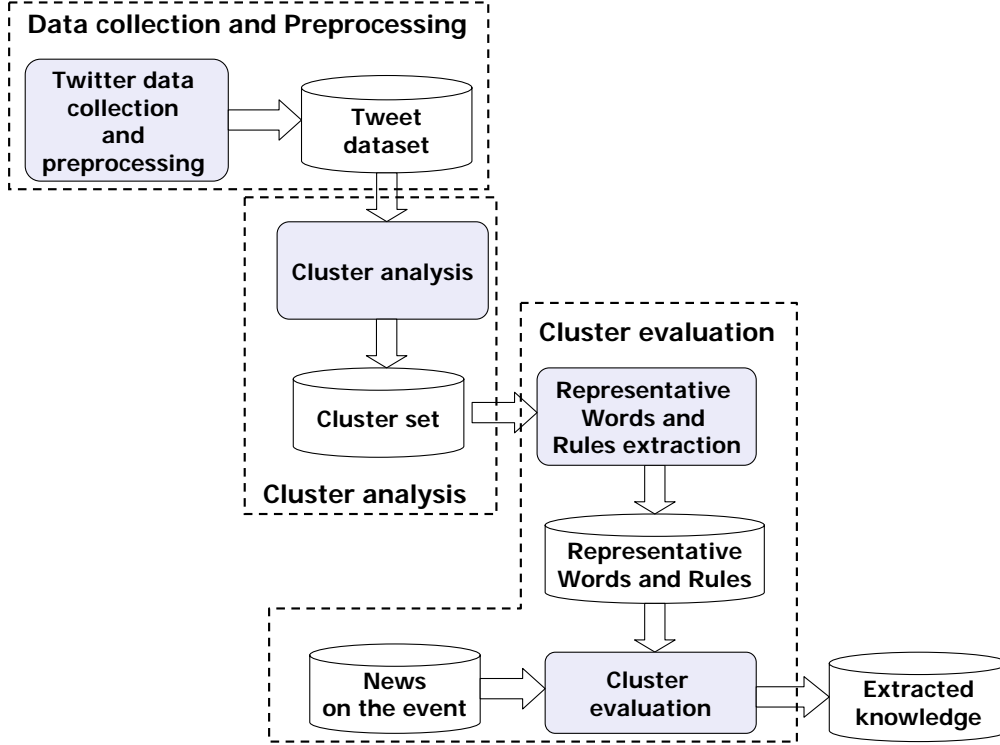 Data collection and Preprocessing
Twitter data
collection
and
preprocessing
Tweet
dataset
Cluster analysis
Cluster set
Cluster analysis
Cluster evaluation
Representative
Words and
Rules extraction
Representative
Words and Rules
News
on the event
Cluster
evaluation
Extracted
knowledge